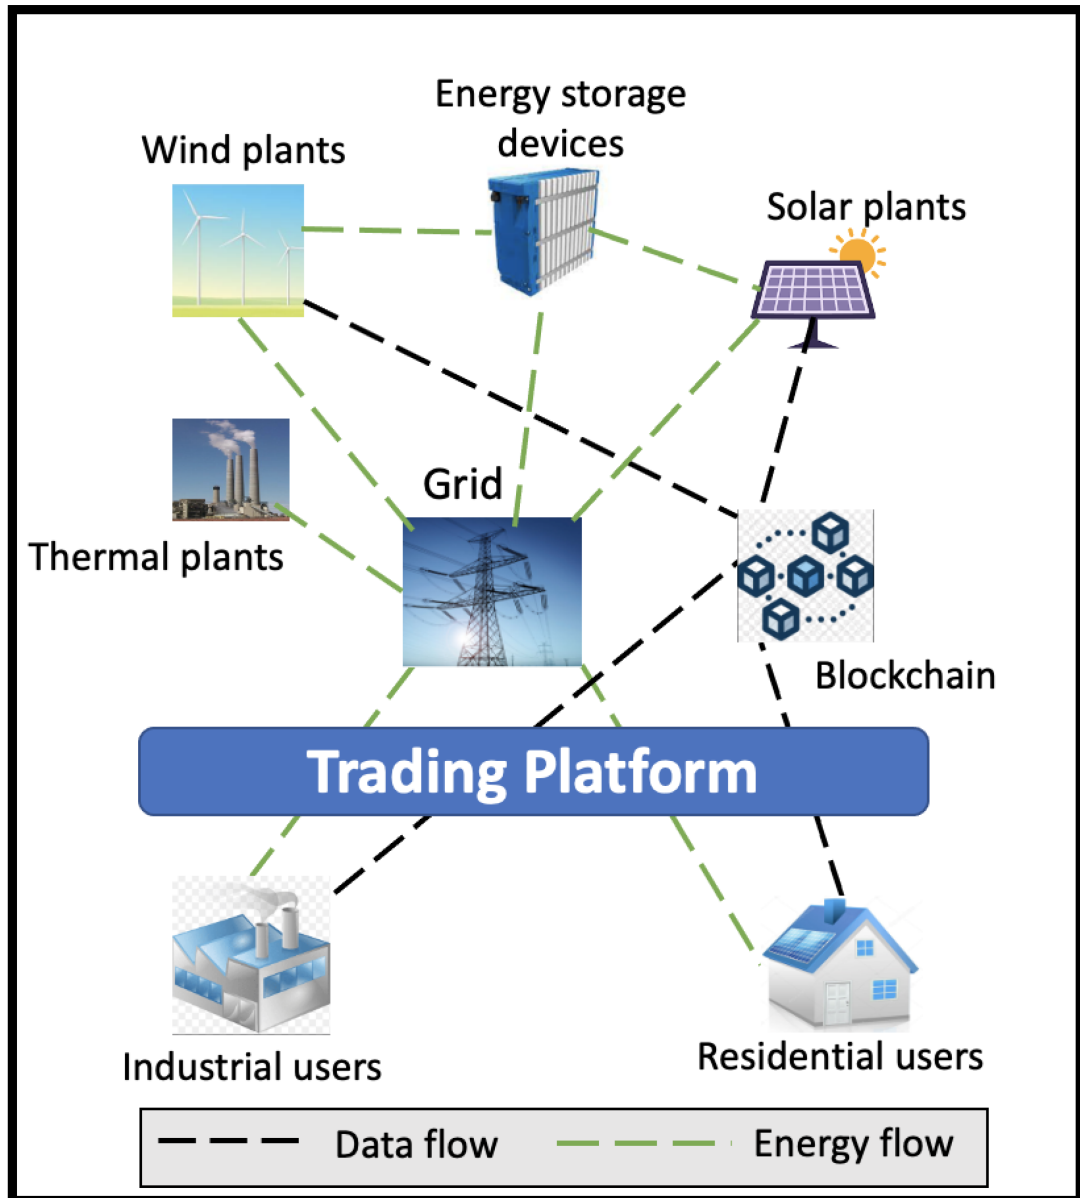 Energy storage
devices
Wind plants
Solar plants
Grid
Thermal plants
Blockchain
Trading Platform
Industrial users
Residential users
Data flow
Energy flow